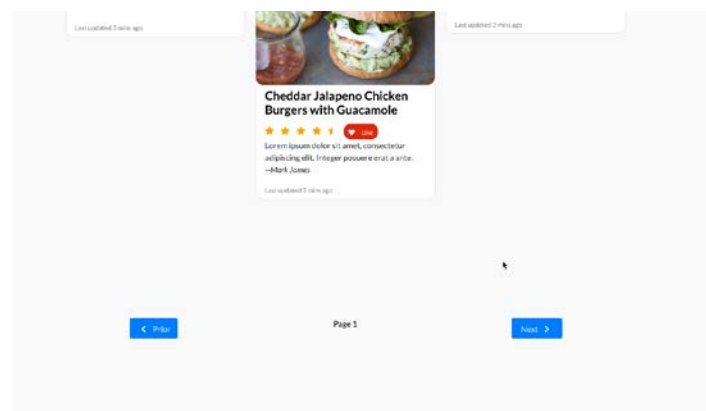 Last updated 3 mins ago
Last updated 3 mins ago
Cheddar Jalapeno Chicken
Burgers with Guacamole
Like
Lorem ipsum dolor sit amet, consectetur
adipiscing elit. Integer posuere erat a ante.
—Mark James
Last updated 3 mins ago
Prior
Page 1
Next